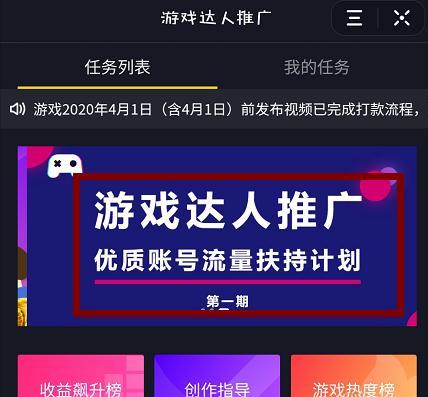 游戏达人推广
任务列表
我的任务
游戏2020年4月1日（含4月1日）前发布视频已完成打款流程，
游戏达人推广
优质账号流量扶持计划
第一期
收益飙升榜
创作指导
游戏热度榜